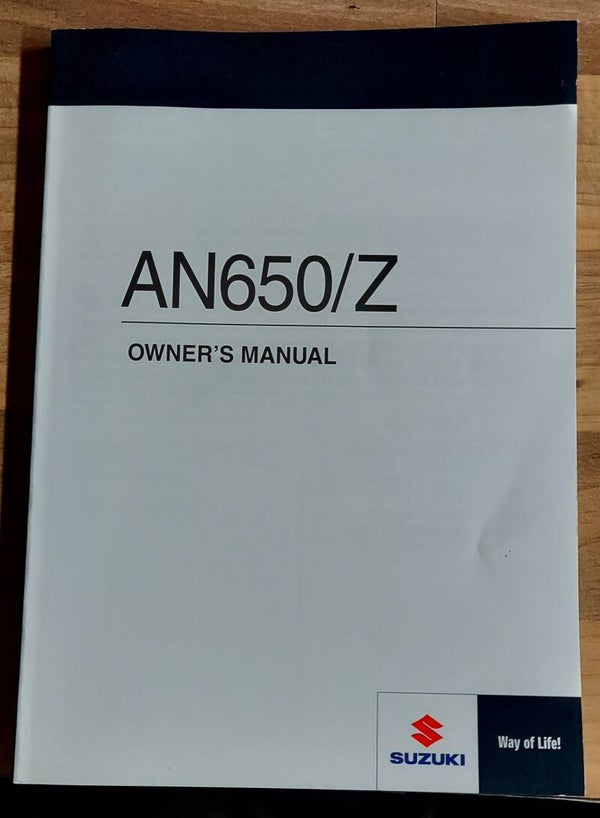 AN650/Z
OWNER'S MANUAL
SUZUKI
Way of Life!